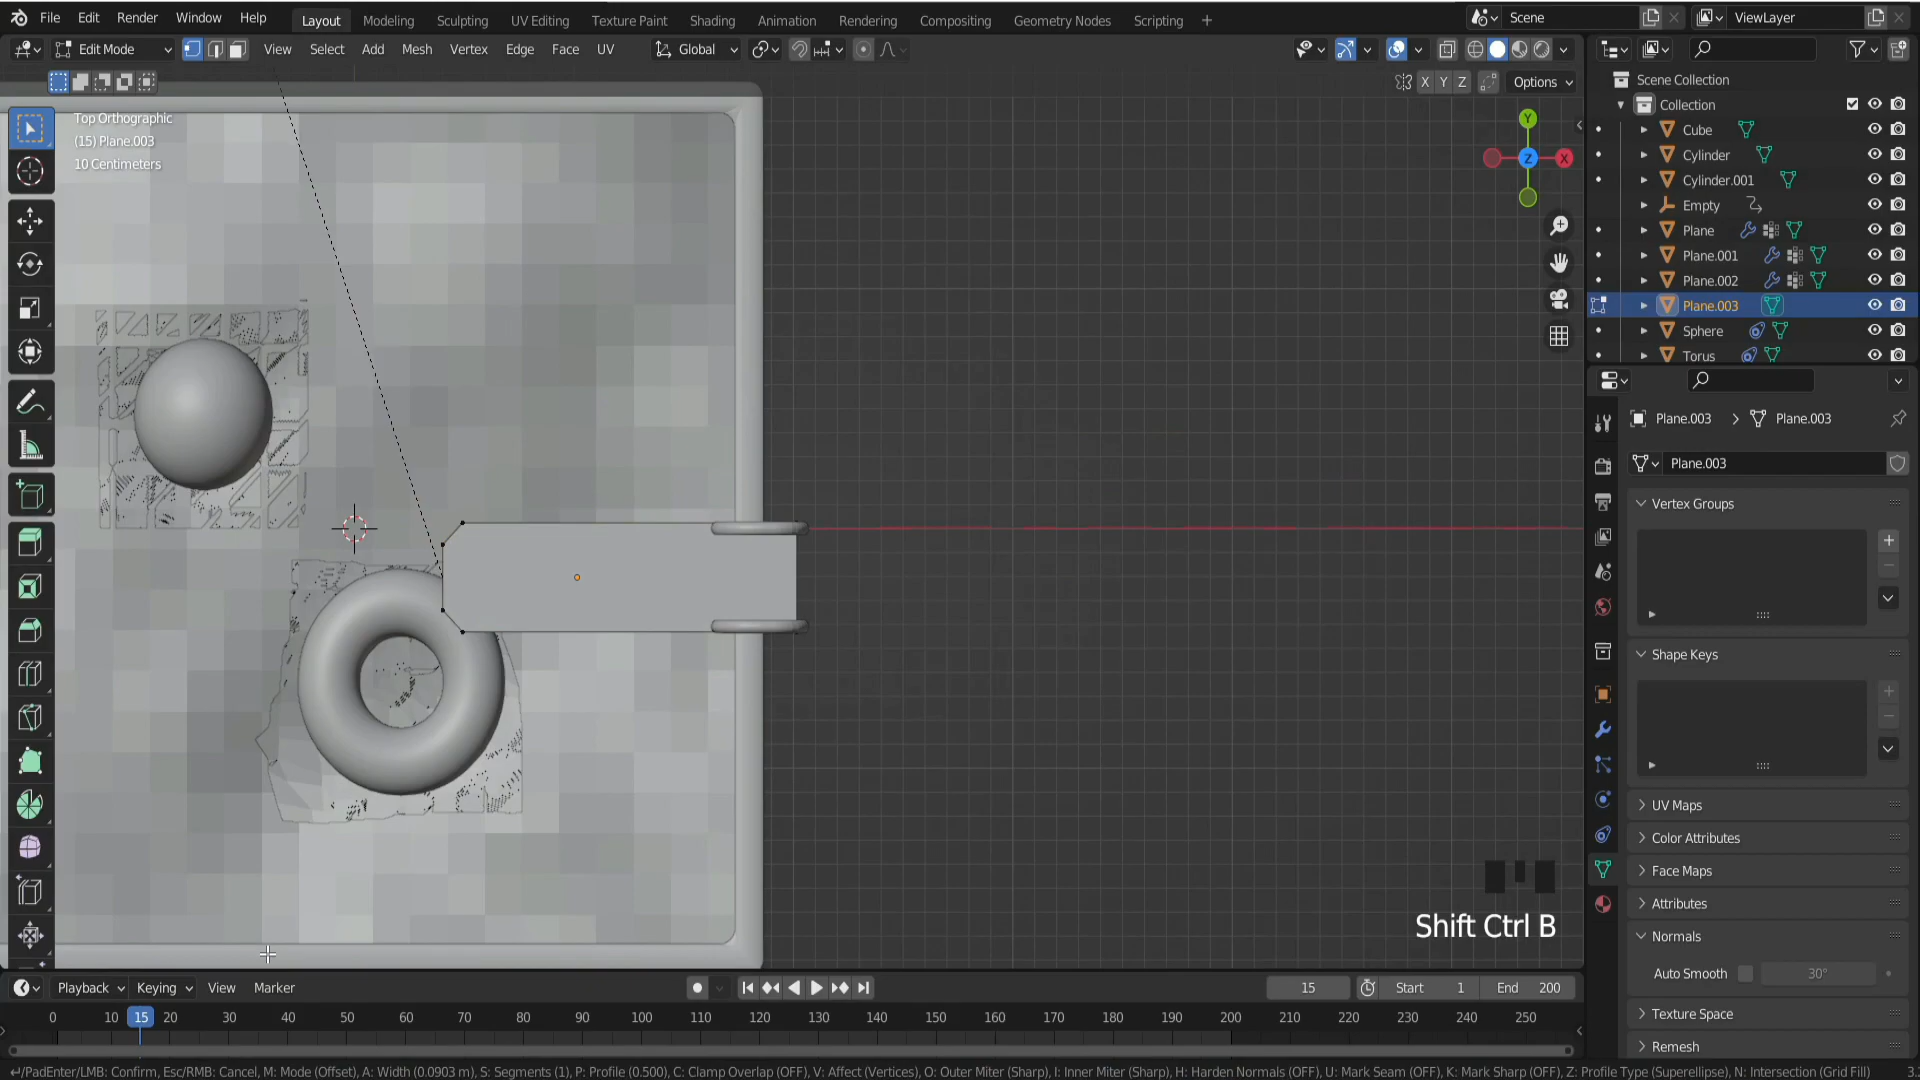 File Edit Render Window Help Layout Modeling Sculpting UV Editing Texture Paint Shading Animation Rendering Compositing Geometry Nodes Scripting + Scene ViewLayer
Edit Mode View Select Add Mesh Vertex Edge Face UV Global
X Y Z Options
Top Orthographic
(15) Plane.003
10 Centimeters
Y
Z
X
Scene Collection
Collection
Cube
Cylinder
Cylinder.001
Empty
Plane
Plane.001
Plane.002
Plane.003
Sphere
Torus
Plane.003 Plane.003
Plane.003
Vertex Groups
Shape Keys
UV Maps
Color Attributes
Face Maps
Attributes
Normals
Auto Smooth 30°
Texture Space
Remesh
Shift Ctrl B
Playback Keying View Marker 15 Start 1 End 200
0 10 15 20 30 40 50 60 70 80 90 100 110 120 130 140 150 160 170 180 190 200 210 220 230 240 250
↵/PadEnter/LMB: Confirm, Esc/RMB: Cancel, M: Mode (Offset), A: Width (0.0903 m), S: Segments (1), P: Profile (0.500), C: Clamp Overlap (OFF), V: Affect (Vertices), O: Outer Miter (Sharp), I: Inner Miter (Sharp), H: Harden Normals (OFF), U: Mark Seam (OFF), K: Mark Sharp (OFF), Z: Profile Type (Superellipse), N: Intersection (Grid Fill)